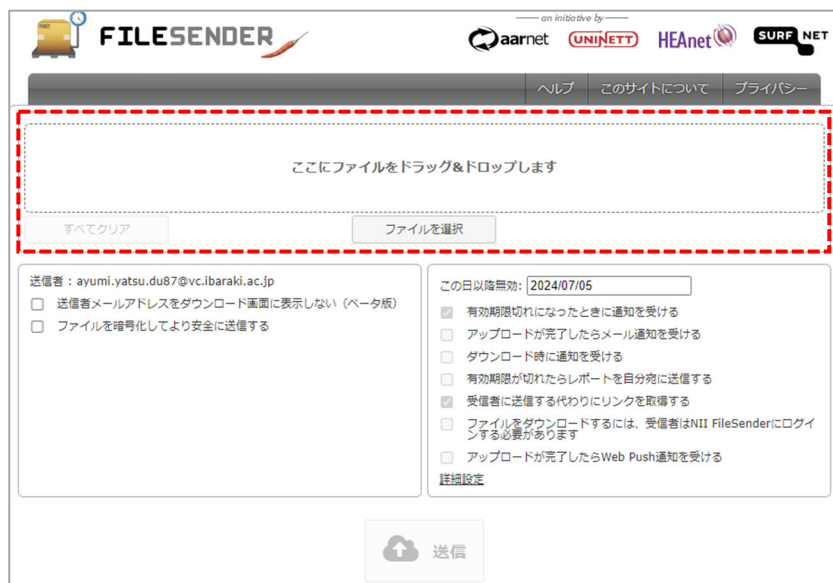 FILESENDER
an initiative by
aarnet
UNINETT
HEAnet
SURF NET
ヘルプ
このサイトについて
プライバシー
ここにファイルをドラッグ&ドロップします
すべてクリア
ファイルを選択
送信者 : ayumi.yatsu.du87@vc.ibaraki.ac.jp
送信者メールアドレスをダウンロード画面に表示しない（ベータ版）
ファイルを暗号化してより安全に送信する
この日以降無効: 2024/07/05
有効期限切れになったときに通知を受ける
アップロードが完了したらメール通知を受ける
ダウンロード時に通知を受ける
有効期限が切れたらレポートを自分宛に送信する
受信者に送信する代わりにリンクを取得する
ファイルをダウンロードするには、受信者はNII FileSenderにログイ
ンする必要があります
アップロードが完了したらWeb Push通知を受ける
詳細設定
送信